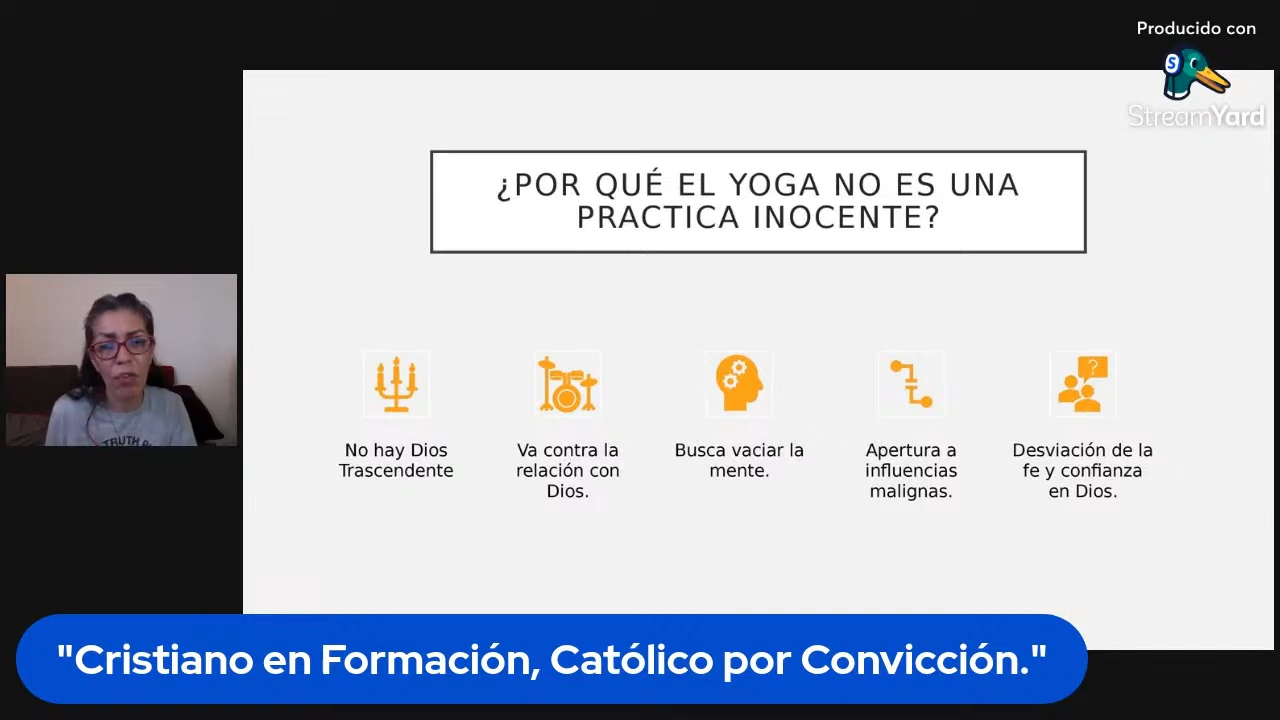 Producido con
StreamYard
¿POR QUÉ EL YOGA NO ES UNA
PRACTICA INOCENTE?
No hay Dios
Trascendente
Va contra la
relación con
Dios.
Busca vaciar la
mente.
Apertura a
influencias
malignas.
Desviación de la
fe y confianza
en Dios.
TRUTH
"Cristiano en Formación, Católico por Convicción."